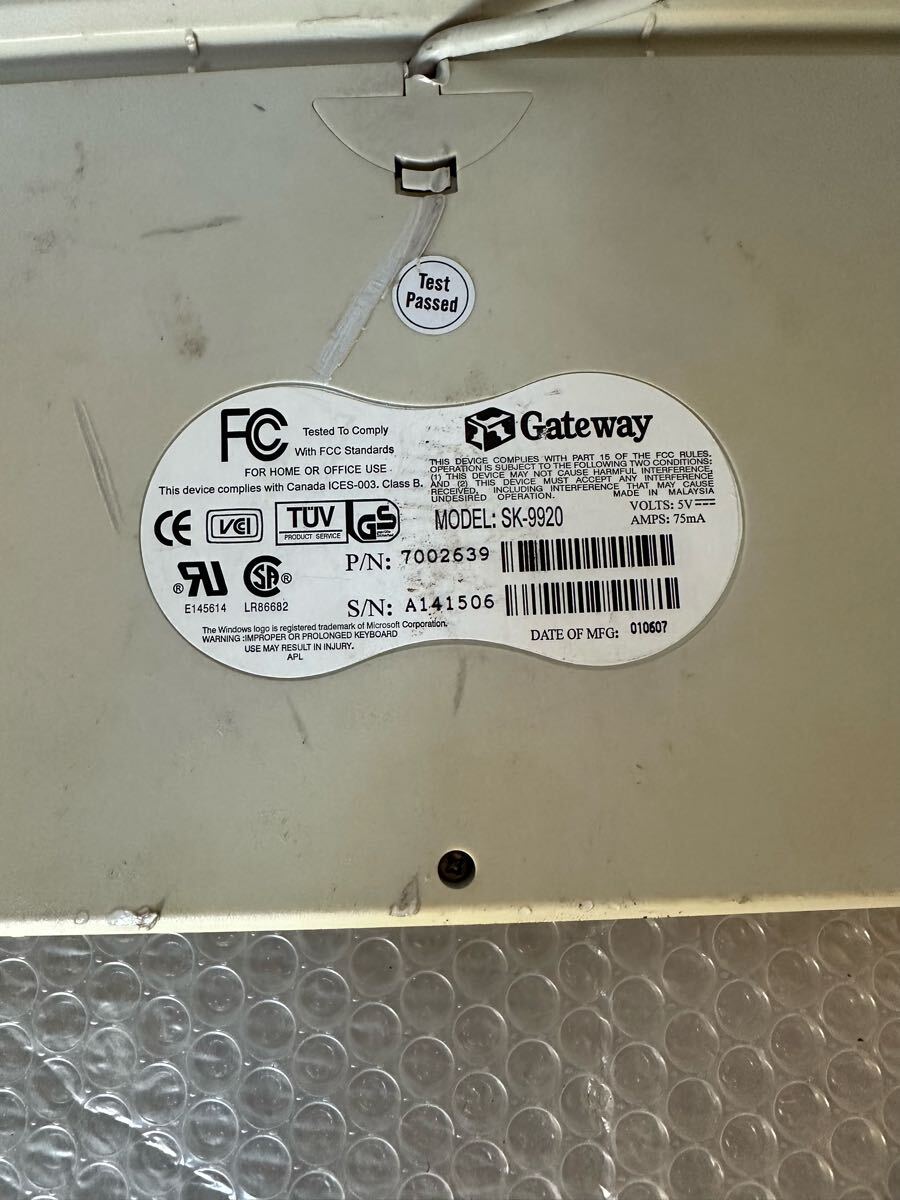 Test
Passed
FC
Tested To Comply
With FCC Standards
FOR HOME OR OFFICE USE
This device complies with Canada ICES-003. Class B.
CE
VCI
TÜV
PRODUCT SERVICE
GS
E145614
LR86682
Gateway
THIS DEVICE COMPLIES WITH PART 15 OF THE FCC RULES.
OPERATION IS SUBJECT TO THE FOLLOWING TWO CONDITIONS:
(1) THIS DEVICE MAY NOT CAUSE HARMFUL INTERFERENCE,
AND (2) THIS DEVICE MUST ACCEPT ANY INTERFERENCE
RECEIVED, INCLUDING INTERFERENCE THAT MAY CAUSE
UNDESIRED OPERATION. MADE IN MALAYSIA
MODEL: SK-9920
VOLTS: 5V
AMPS: 75mA
P/N: 7002639
S/N: A141506
The Windows logo is registered trademark of Microsoft Corporation.
WARNING :IMPROPER OR PROLONGED KEYBOARD
USE MAY RESULT IN INJURY.
APL
DATE OF MFG: 010607